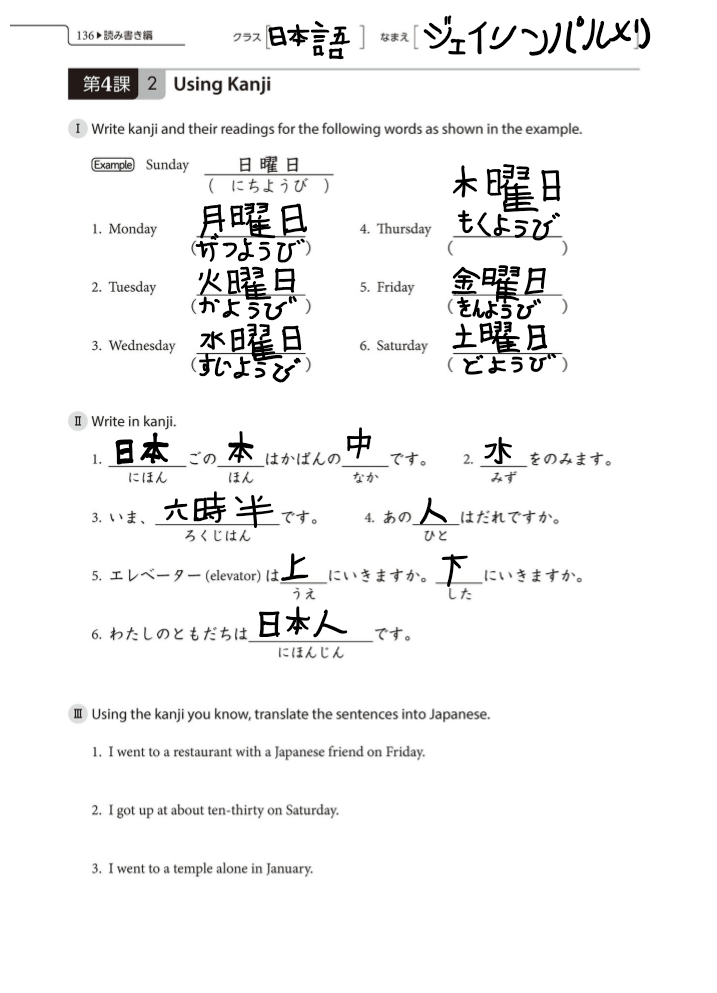 136▶読み書き編 クラス[日本語] なまえ[ジェイソンパルメリ]
第4課 2 Using Kanji
I Write kanji and their readings for the following words as shown in the example.
Example Sunday 日曜日
( にちようび )
1. Monday 月曜日
(げつようび)
2. Tuesday 火曜日
(かようび)
3. Wednesday 水曜日
(すいようび)
4. Thursday 木曜日
もくようび
( )
5. Friday 金曜日
(きんようび)
6. Saturday 土曜日
(どようび)
II Write in kanji.
1. 日本ごの本はかばんの中です。 2. 水をのみます。
にほん ほん なか みず
3. いま、六時半です。 4. あの人はだれですか。
ろくじはん ひと
5. エレベーター (elevator) は上にいきますか。下にいきますか。
うえ した
6. わたしのともだちは日本人です。
にほんじん
III Using the kanji you know, translate the sentences into Japanese.
1. I went to a restaurant with a Japanese friend on Friday.
2. I got up at about ten-thirty on Saturday.
3. I went to a temple alone in January.